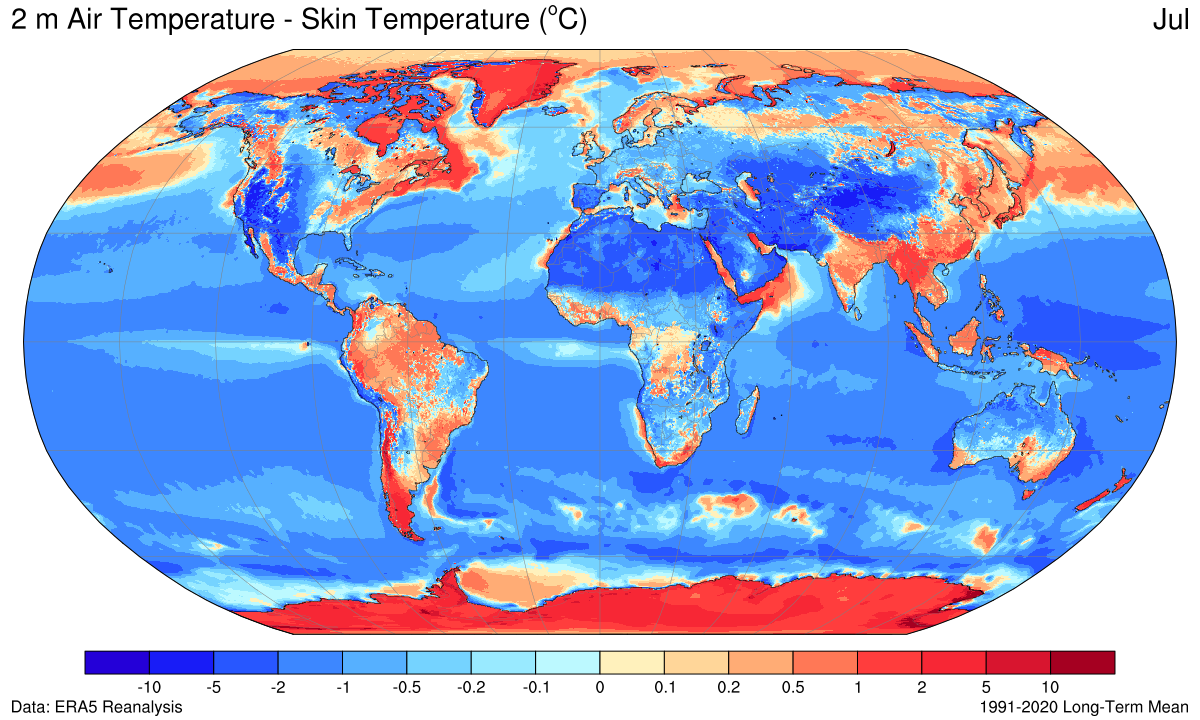 2 m Air Temperature - Skin Temperature (°C) Jul
-10 -5 -2 -1 -0.5 -0.2 -0.1 0 0.1 0.2 0.5 1 2 5 10
Data: ERA5 Reanalysis 1991-2020 Long-Term Mean